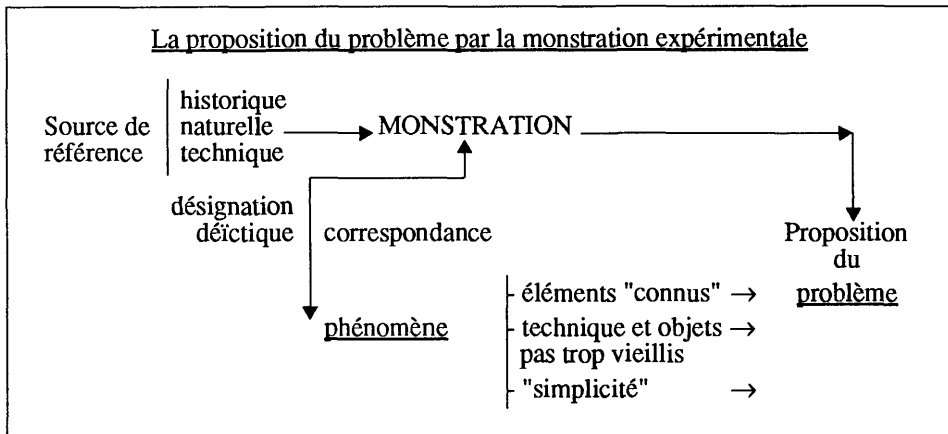 La proposition du problème par la monstration expérimentale
Source de référence
historique
naturelle
technique
MONSTRATION
désignation
déïctique
correspondance
phénomène
éléments "connus" →
technique et objets →
pas trop vieillis
"simplicité" →
Proposition
du
problème